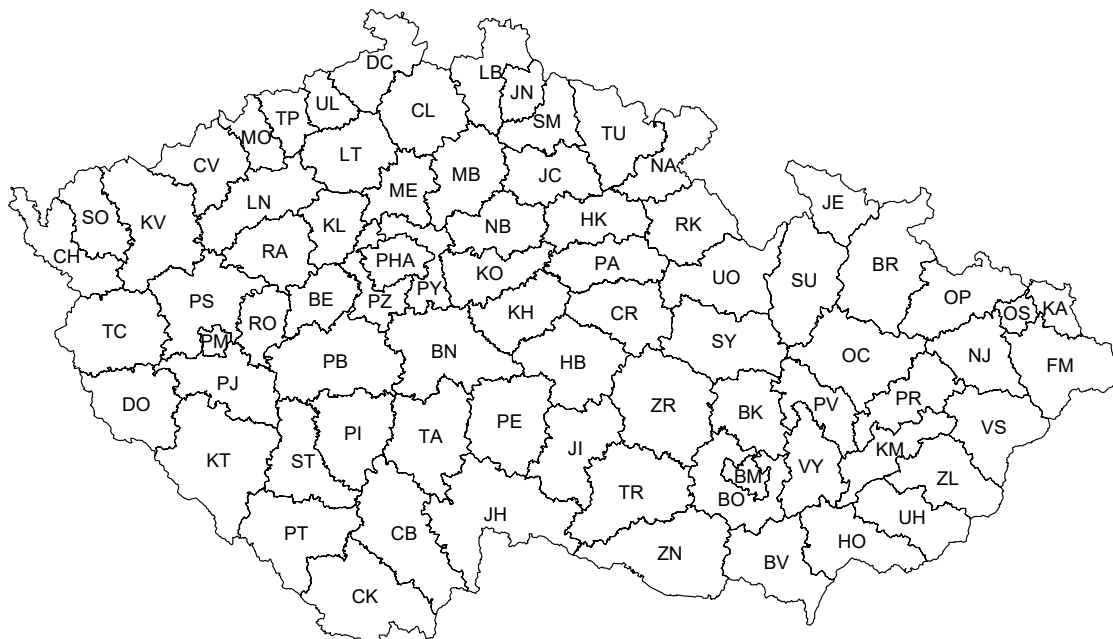 DC
LB
JN
UL
TP
CL
MO
SM
TU
LT
CV
NA
MB
JC
ME
LN
JE
SO
KV
KL
NB
HK
RK
RA
CH
PHA
KO
PA
UO
SU
BR
PS
BE
PZ
PY
KH
CR
OP
OS
KA
TC
RO
PM
BN
SY
PB
HB
OC
NJ
FM
PJ
DO
ZR
BK
PV
PR
VS
KT
ST
PI
TA
PE
JI
KM
VY
BM
ZL
TR
BO
JH
UH
PT
CB
HO
ZN
BV
CK